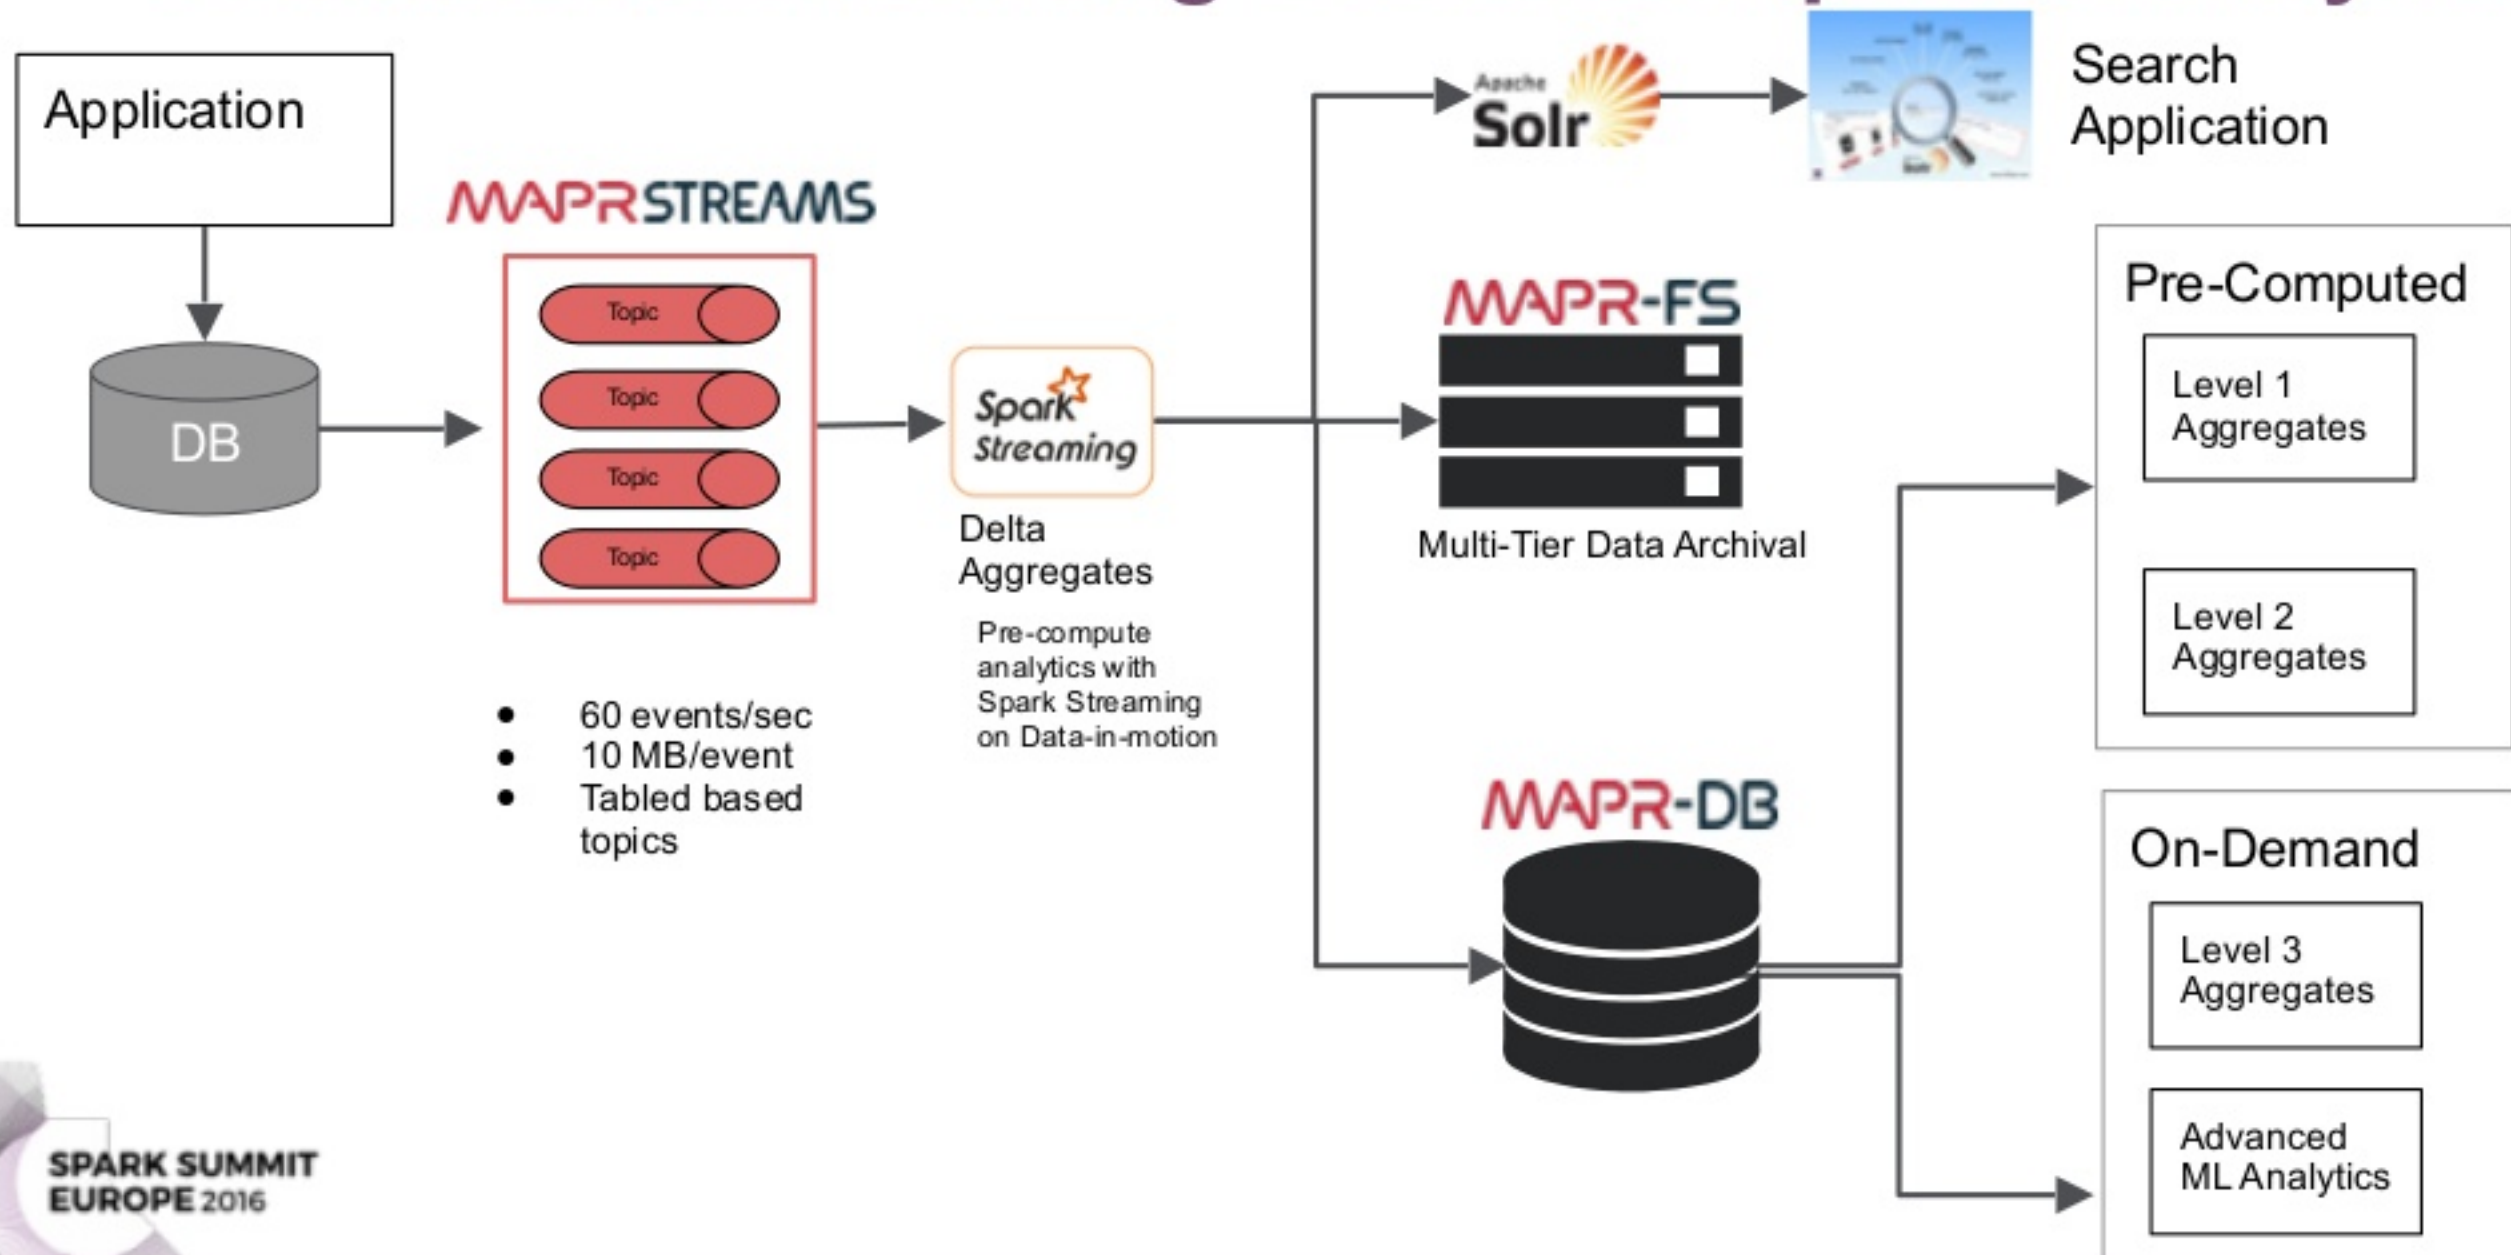 Application
DB
MAPRSTREAMS
Topic
Topic
Topic
Topic
60 events/sec
10 MB/event
Tabled based
topics
Spark
Streaming
Delta
Aggregates
Pre-compute
analytics with
Spark Streaming
on Data-in-motion
Apache
Solr
Search
Application
MAPR-FS
Multi-Tier Data Archival
MAPR-DB
Pre-Computed
Level 1
Aggregates
Level 2
Aggregates
On-Demand
Level 3
Aggregates
Advanced
ML Analytics
SPARK SUMMIT
EUROPE 2016